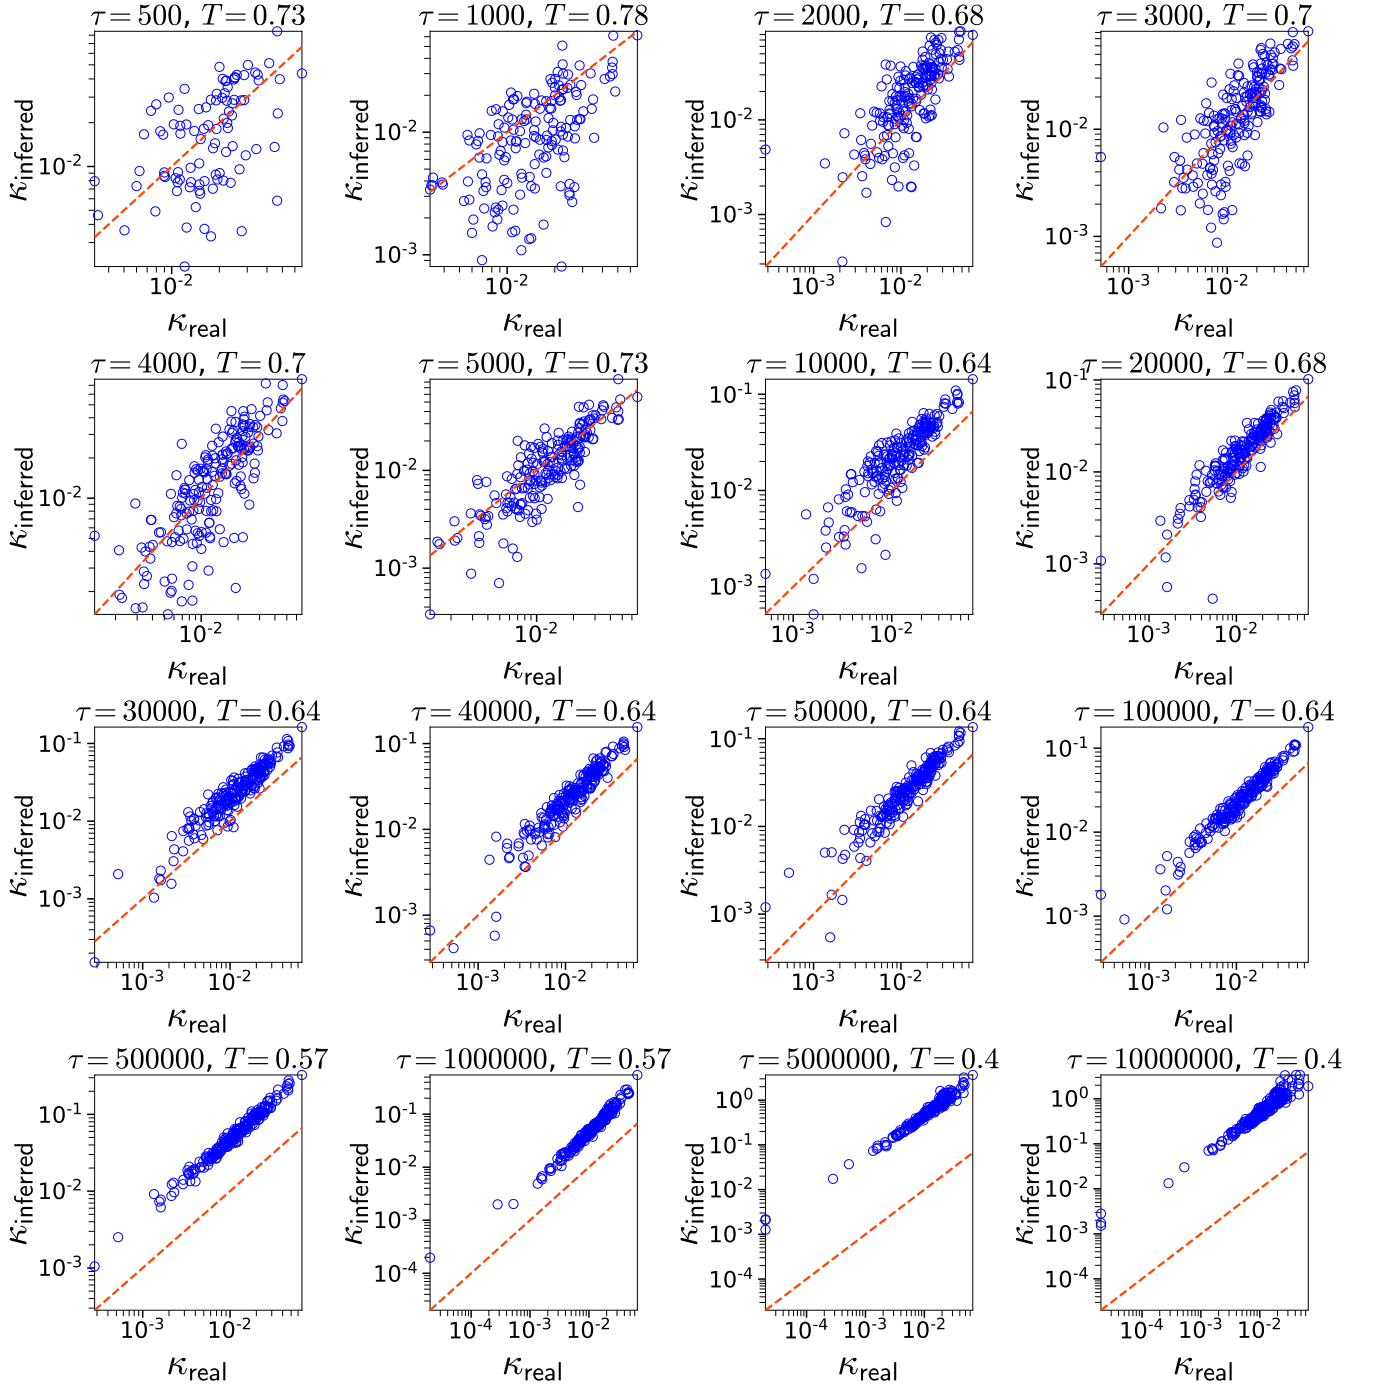 τ=500, T=0.73
τ=1000, T=0.78
τ=2000, T=0.68
τ=3000, T=0.7
κinferred
10⁻²
10⁻²
κreal
κinferred
10⁻²
10⁻³
10⁻²
κreal
κinferred
10⁻²
10⁻³
10⁻³ 10⁻²
κreal
κinferred
10⁻²
10⁻³
10⁻³ 10⁻²
κreal
τ=4000, T=0.7
τ=5000, T=0.73
τ=10000, T=0.64
τ=20000, T=0.68
κinferred
10⁻²
10⁻²
κreal
κinferred
10⁻²
10⁻³
10⁻²
κreal
κinferred
10⁻¹
10⁻²
10⁻³
10⁻³ 10⁻²
κreal
κinferred
10⁻¹
10⁻²
10⁻³
10⁻³ 10⁻²
κreal
τ=30000, T=0.64
τ=40000, T=0.64
τ=50000, T=0.64
τ=100000, T=0.64
κinferred
10⁻¹
10⁻²
10⁻³
10⁻³ 10⁻²
κreal
κinferred
10⁻¹
10⁻²
10⁻³
10⁻³ 10⁻²
κreal
κinferred
10⁻¹
10⁻²
10⁻³
10⁻³ 10⁻²
κreal
κinferred
10⁻¹
10⁻²
10⁻³
10⁻³ 10⁻²
κreal
τ=500000, T=0.57
τ=1000000, T=0.57
τ=5000000, T=0.4
τ=10000000, T=0.4
κinferred
10⁻¹
10⁻²
10⁻³
10⁻³ 10⁻²
κreal
κinferred
10⁻¹
10⁻²
10⁻³
10⁻⁴
10⁻⁴ 10⁻³ 10⁻²
κreal
κinferred
10⁰
10⁻¹
10⁻²
10⁻³
10⁻⁴
10⁻⁴ 10⁻³ 10⁻²
κreal
κinferred
10⁰
10⁻¹
10⁻²
10⁻³
10⁻⁴
10⁻⁴ 10⁻³ 10⁻²
κreal